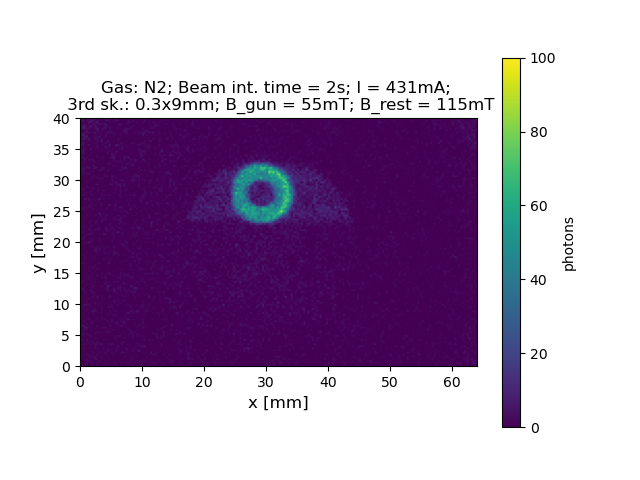 Gas: N2; Beam int. time = 2s; I = 431mA;
3rd sk.: 0.3x9mm; B_gun = 55mT; B_rest = 115mT
y [mm]
40
35
30
25
20
15
10
5
0
0 10 20 30 40 50 60
x [mm]
100
80
60
40
20
0
photons